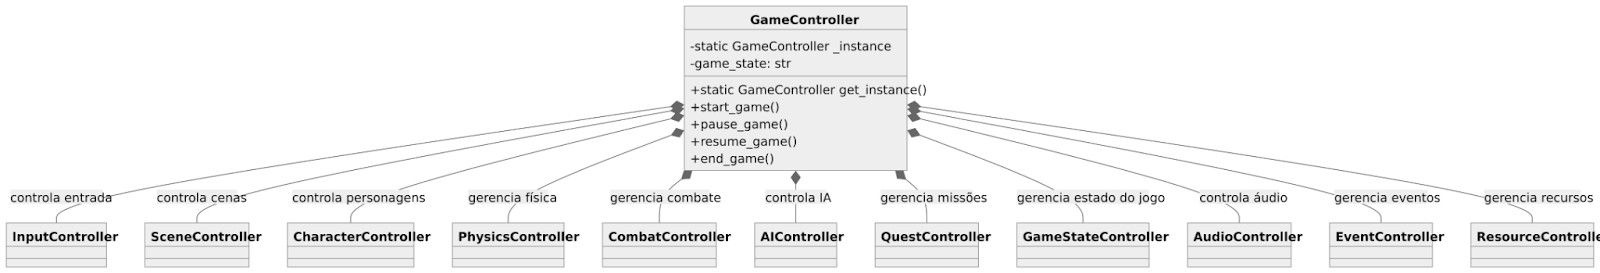 GameController
-static GameController _instance
-game_state: str
+static GameController get_instance()
+start_game()
+pause_game()
+resume_game()
+end_game()
controla entrada
controla cenas
controla personagens
gerencia física
gerencia combate
controla IA
gerencia missões
gerencia estado do jogo
controla áudio
gerencia eventos
gerencia recursos
InputController
SceneController
CharacterController
PhysicsController
CombatController
AIController
QuestController
GameStateController
AudioController
EventController
ResourceControlle